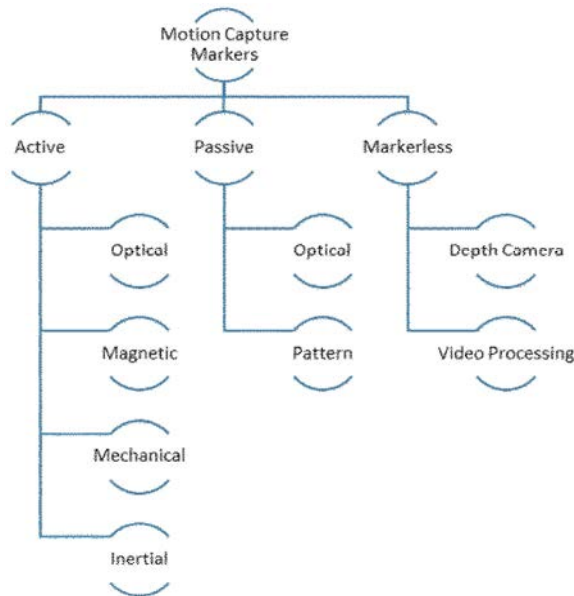 Motion Capture
Markers
Active
Passive
Markerless
Optical
Optical
Depth Camera
Magnetic
Pattern
Video Processing
Mechanical
Inertial